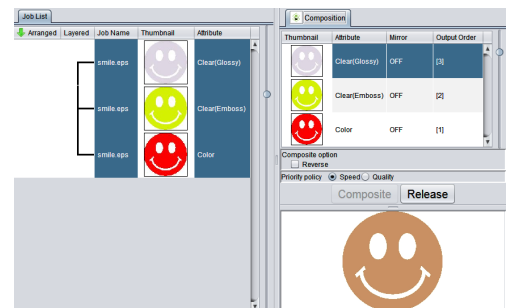 Job List
Arranged Layered Job Name Thumbnail Attribute
smile.eps Clear(Glossy)
smile.eps Clear(Emboss)
smile.eps Color
Composition
Thumbnail Attribute Mirror Output Order
Clear(Glossy) OFF [3]
Clear(Emboss) OFF [2]
Color OFF [1]
Composite option
Reverse
Priority policy Speed Quality
Composite Release